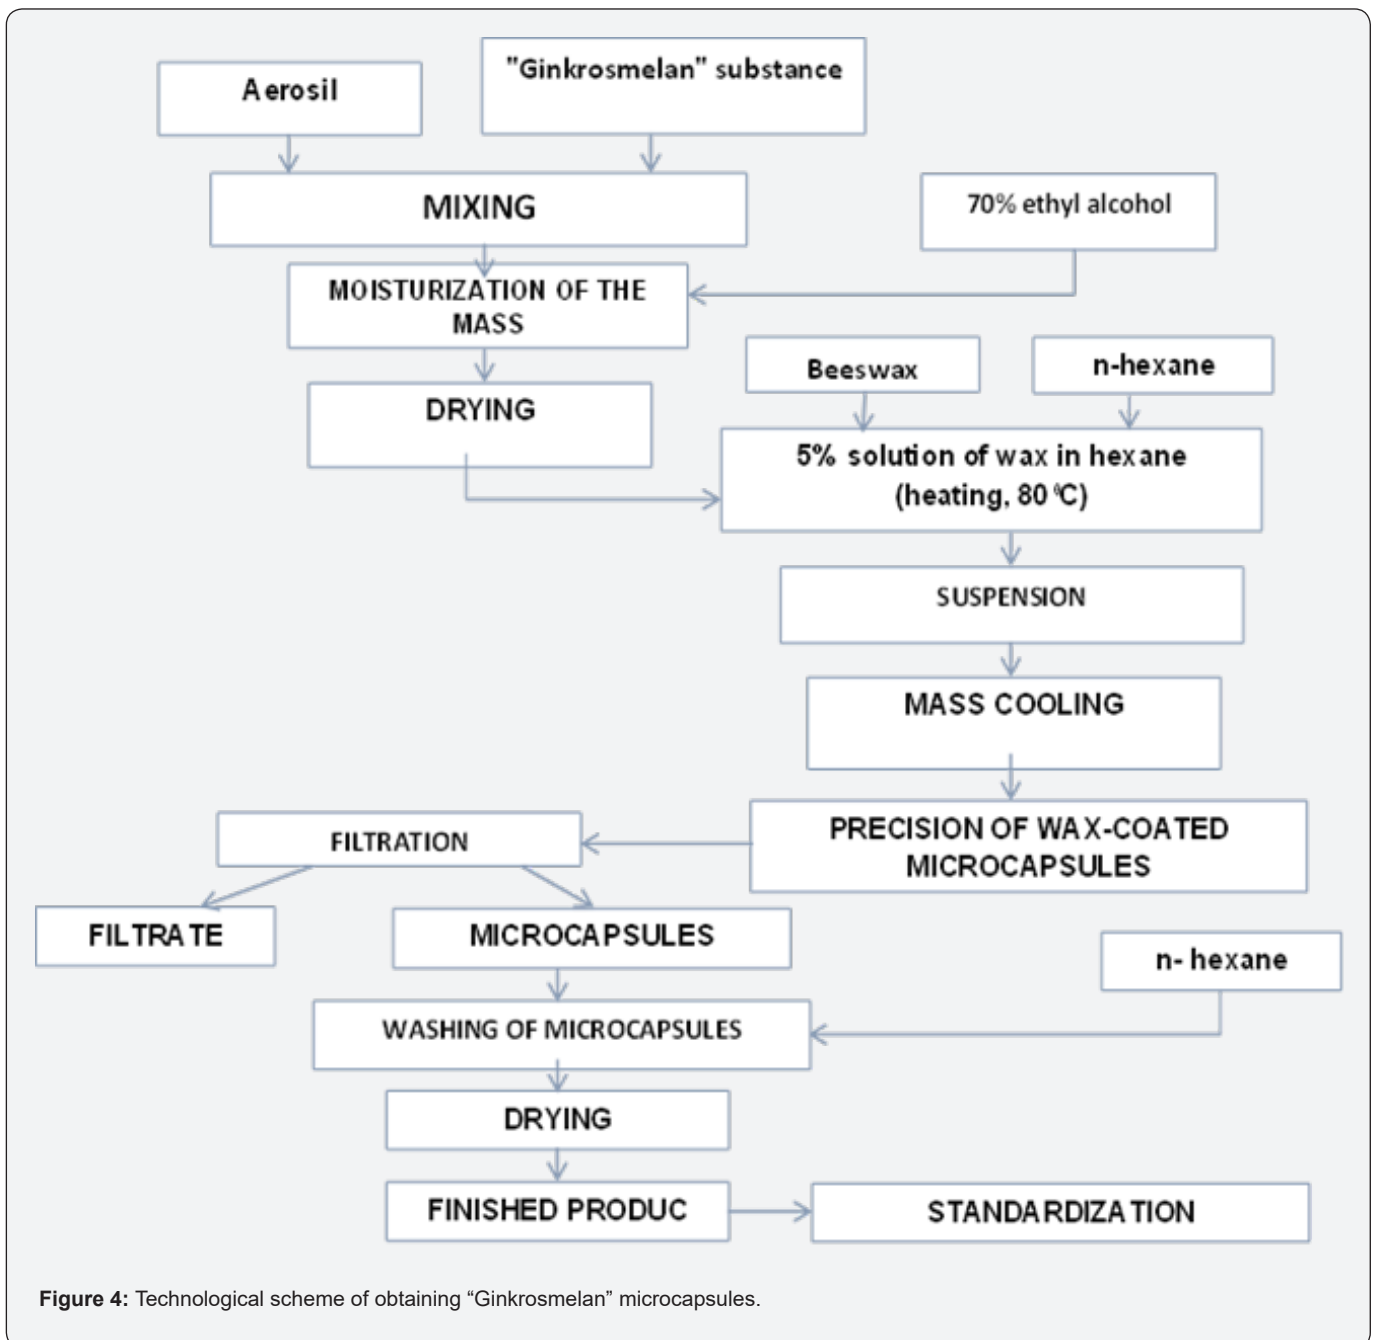 Aerosil
"Ginkrosmelan" substance
MIXING
70% ethyl alcohol
MOISTURIZATION OF THE
MASS
DRYING
Beeswax
n-hexane
5% solution of wax in hexane
(heating, 80 ⁰C)
SUSPENSION
MASS COOLING
PRECISION OF WAX-COATED
MICROCAPSULES
FILTRATION
FILTRATE
MICROCAPSULES
n- hexane
WASHING OF MICROCAPSULES
DRYING
FINISHED PRODUC
STANDARDIZATION
Figure 4: Technological scheme of obtaining “Ginkrosmelan” microcapsules.